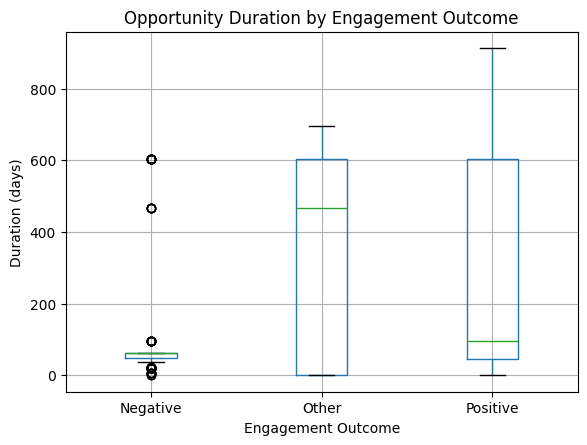 Opportunity Duration by Engagement Outcome
800
600
400
200
0
Duration (days)
Negative
Other
Positive
Engagement Outcome